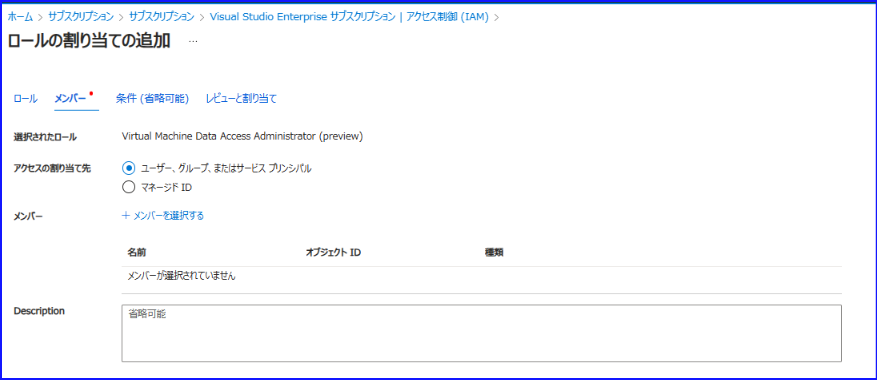 ホーム > サブスクリプション > サブスクリプション > Visual Studio Enterprise サブスクリプション | アクセス制御 (IAM) >
ロールの割り当ての追加 …
ロール メンバー 条件 (省略可能) レビューと割り当て
選択されたロール Virtual Machine Data Access Administrator (preview)
アクセスの割り当て先 ユーザー、グループ、またはサービス プリンシパル
マネージド ID
メンバー + メンバーを選択する
名前 オブジェクト ID 種類
メンバーが選択されていません
Description 省略可能